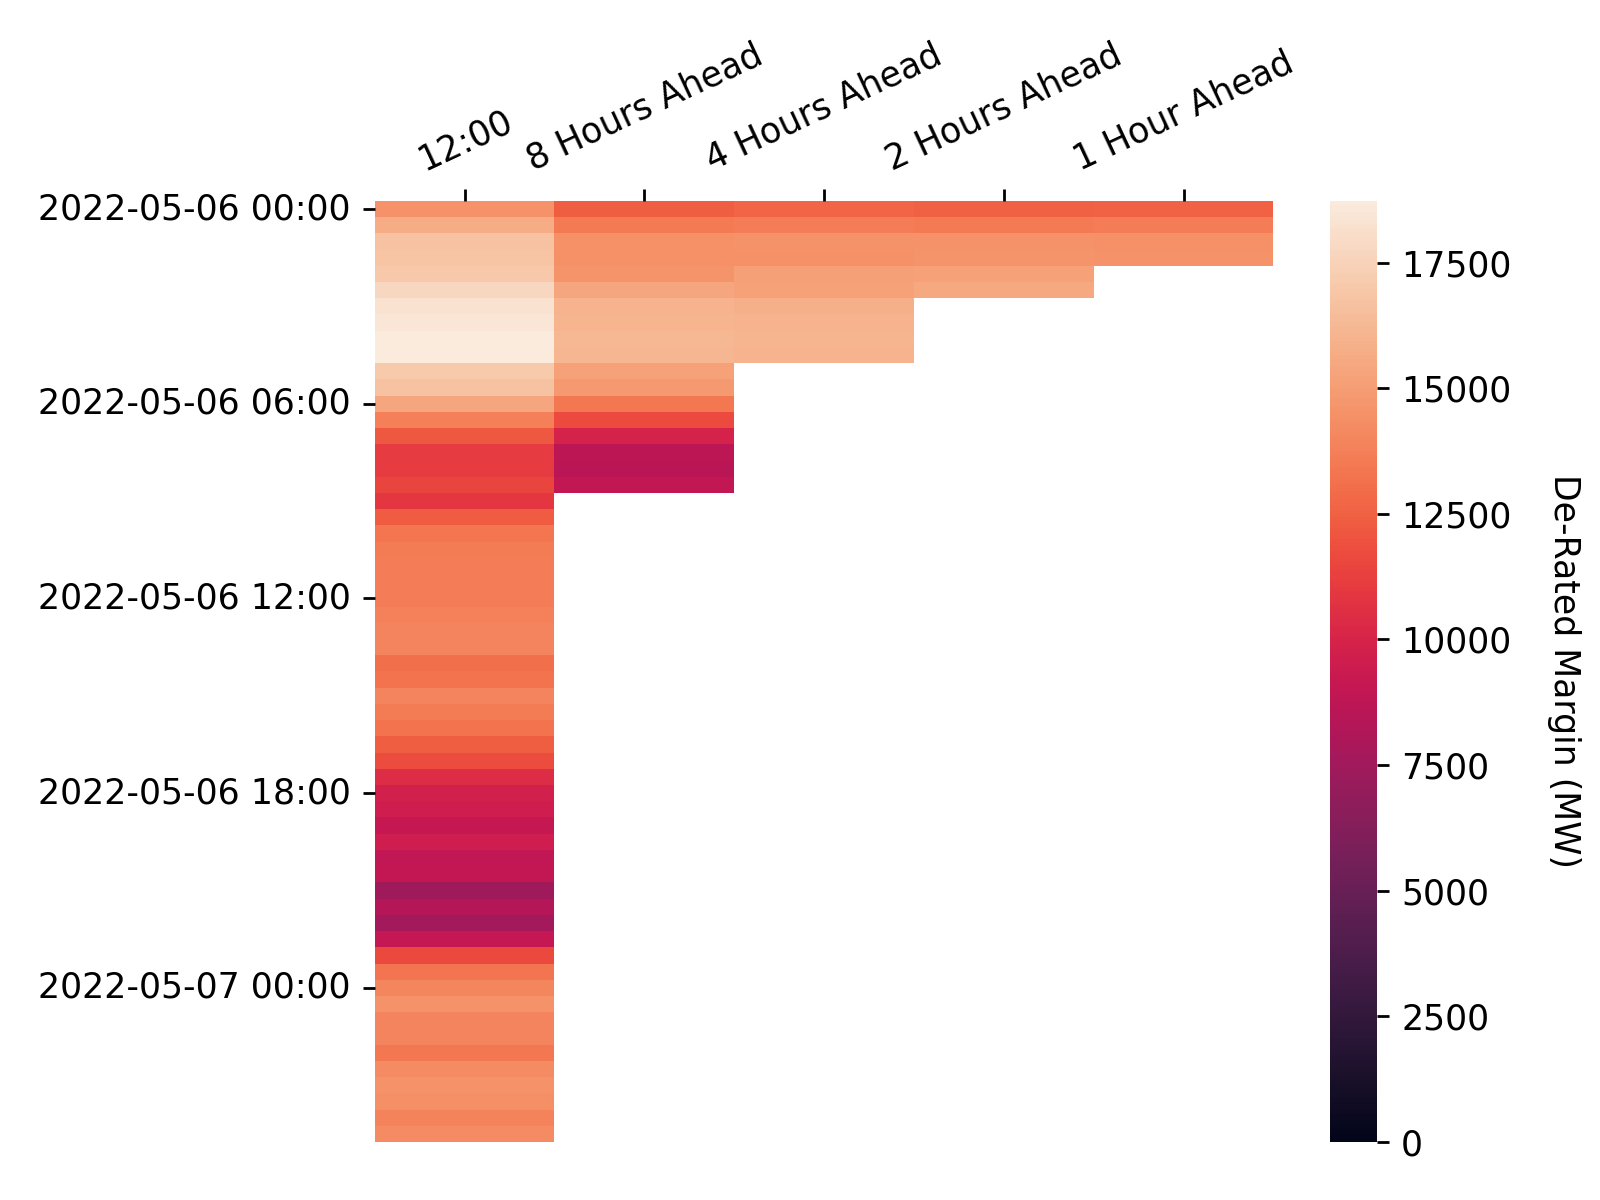 12:00
8 Hours Ahead
4 Hours Ahead
2 Hours Ahead
1 Hour Ahead
2022-05-06 00:00
2022-05-06 06:00
2022-05-06 12:00
2022-05-06 18:00
2022-05-07 00:00
17500
15000
12500
10000
7500
5000
2500
0
De-Rated Margin (MW)